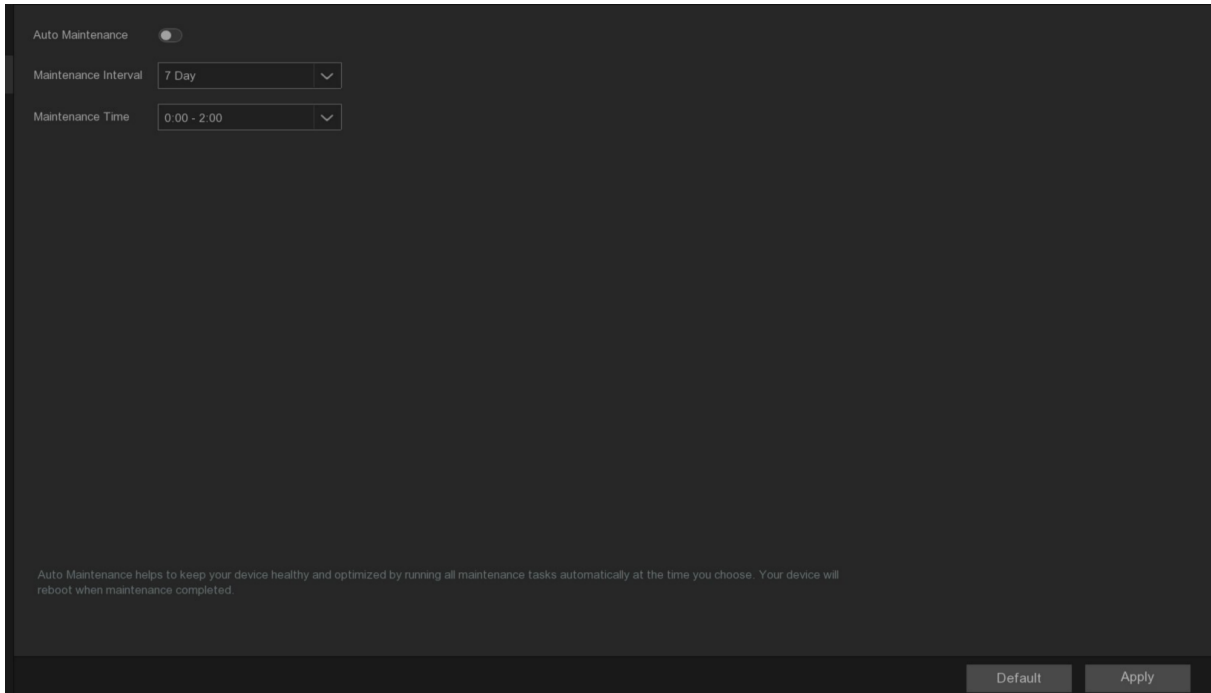 Auto Maintenance
Maintenance Interval 7 Day
Maintenance Time 0:00 - 2:00
Auto Maintenance helps to keep your device healthy and optimized by running all maintenance tasks automatically at the time you choose. Your device will
reboot when maintenance completed.
Default Apply